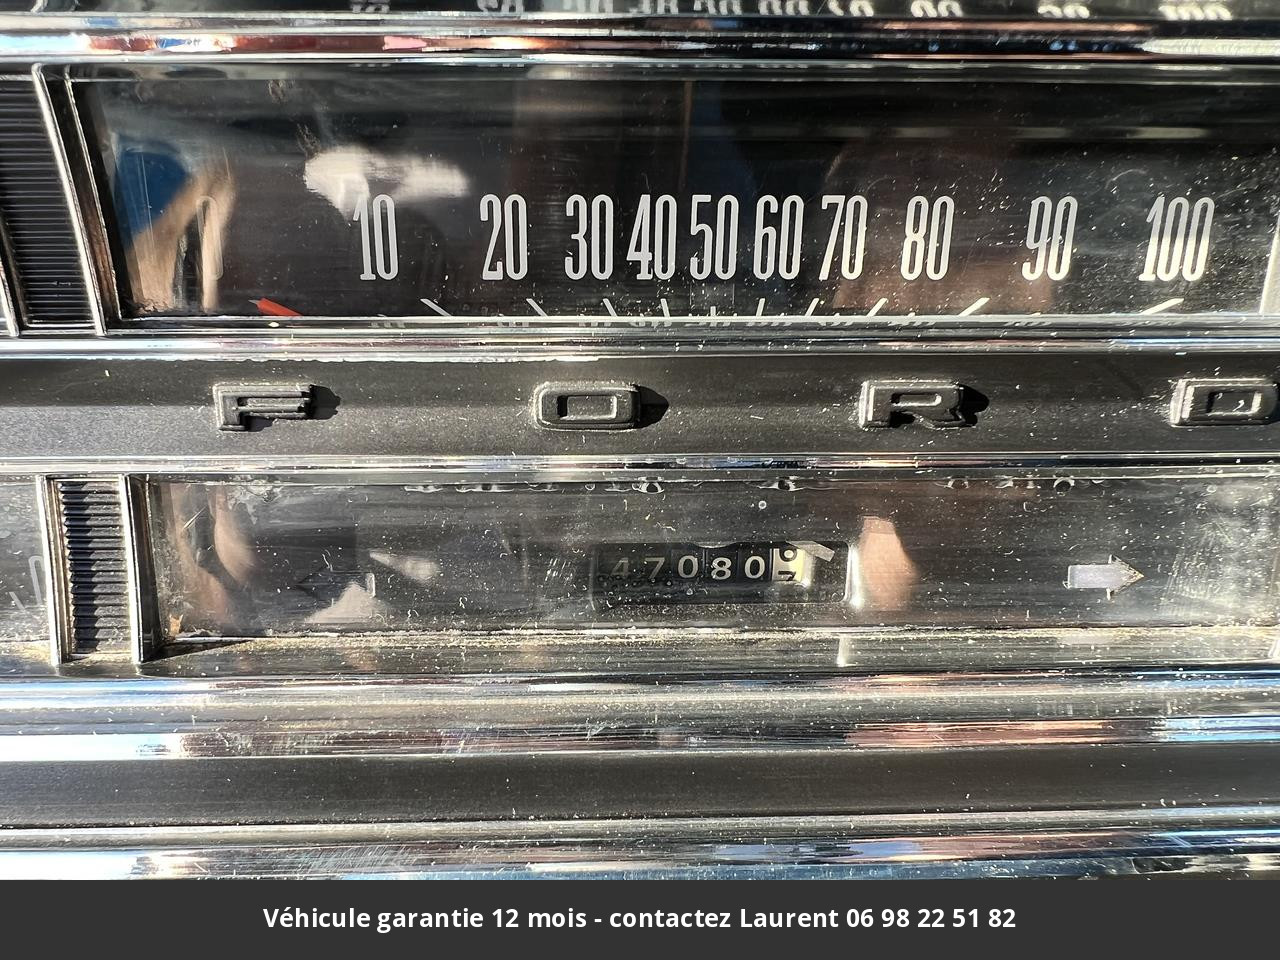 0 10 20 30 40 50 60 70 80 90 100
FORD
47080
Véhicule garantie 12 mois - contactez Laurent 06 98 22 51 82